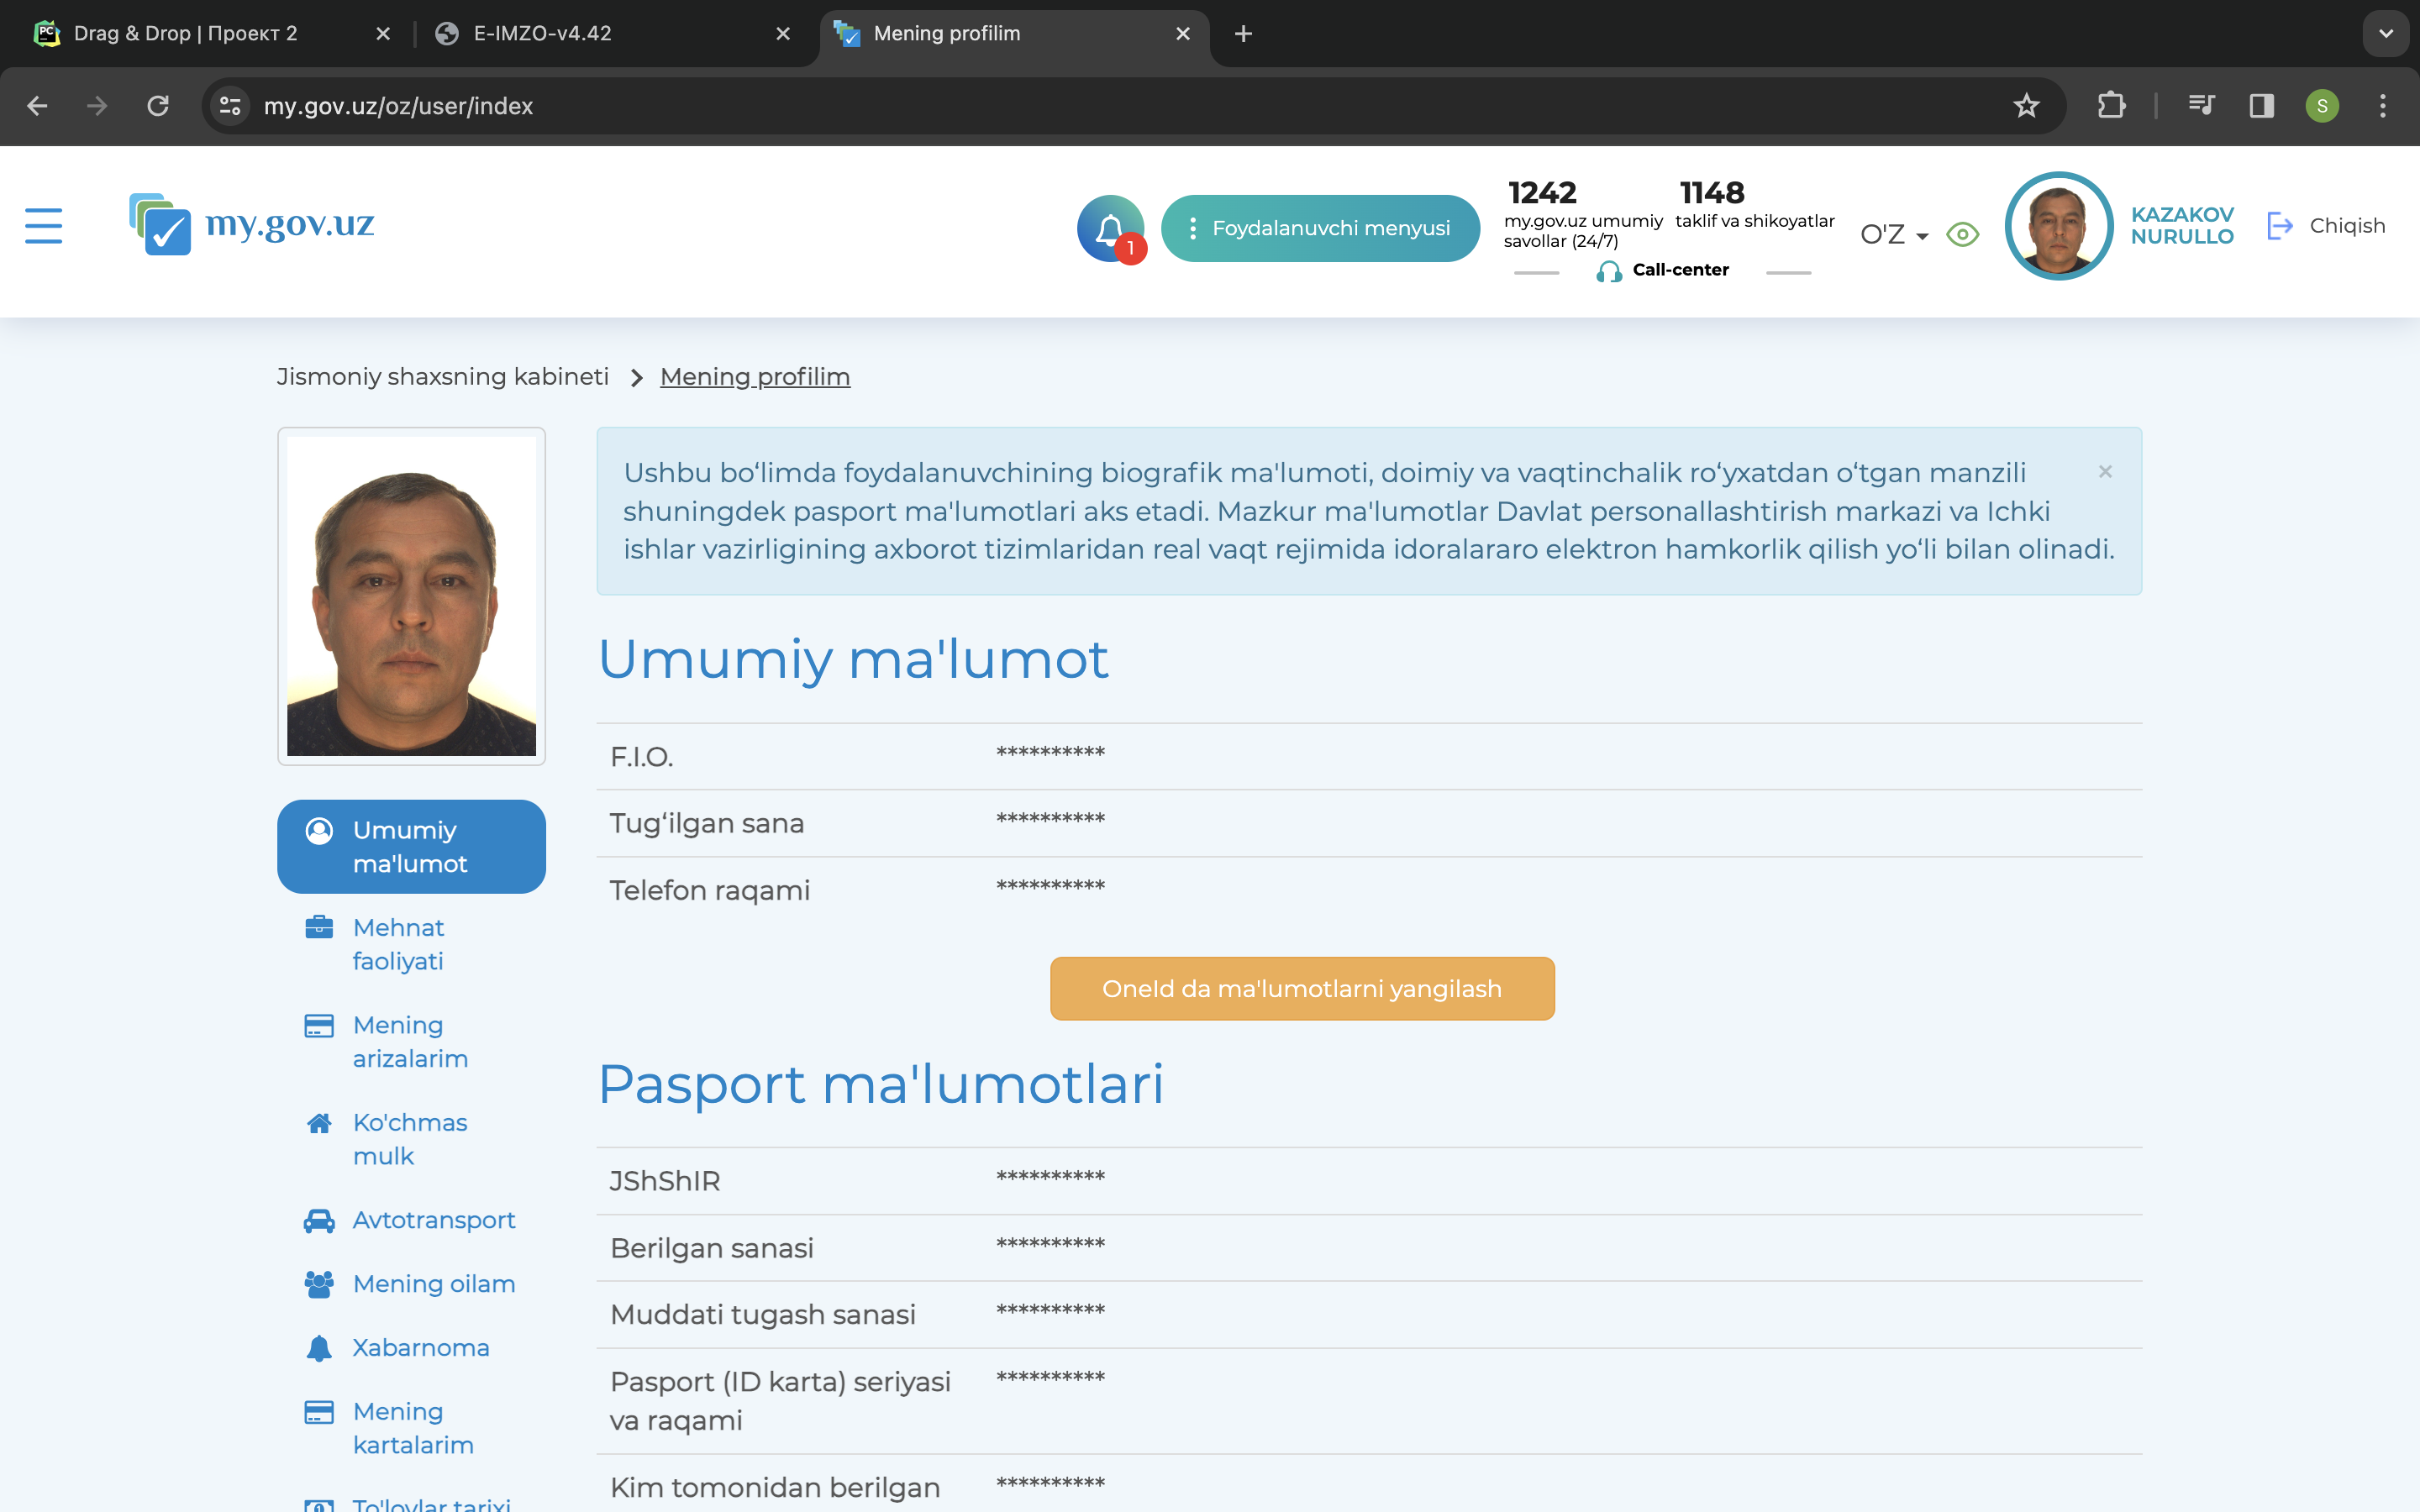 Drag & Drop | Проект 2
E-IMZO-v4.42
Mening profilim
my.gov.uz/oz/user/index
S
my.gov.uz
1
Foydalanuvchi menyusi
1242
my.gov.uz umumiy
savollar (24/7)
1148
taklif va shikoyatlar
Call-center
O'Z
KAZAKOV
NURULLO
Chiqish
Jismoniy shaxsning kabineti
Mening profilim
Ushbu bo‘limda foydalanuvchining biografik ma'lumoti, doimiy va vaqtinchalik ro‘yxatdan o‘tgan manzili
shuningdek pasport ma'lumotlari aks etadi. Mazkur ma'lumotlar Davlat personallashtirish markazi va Ichki
ishlar vazirligining axborot tizimlaridan real vaqt rejimida idoralararo elektron hamkorlik qilish yo‘li bilan olinadi.
Umumiy
ma'lumot
Mehnat
faoliyati
Mening
arizalarim
Ko'chmas
mulk
Avtotransport
Mening oilam
Xabarnoma
Mening
kartalarim
To'lovlar tarixi
Umumiy ma'lumot
F.I.O. **********
Tug‘ilgan sana **********
Telefon raqami **********
OneId da ma'lumotlarni yangilash
Pasport ma'lumotlari
JShShIR **********
Berilgan sanasi **********
Muddati tugash sanasi **********
Pasport (ID karta) seriyasi **********
va raqami
Kim tomonidan berilgan **********